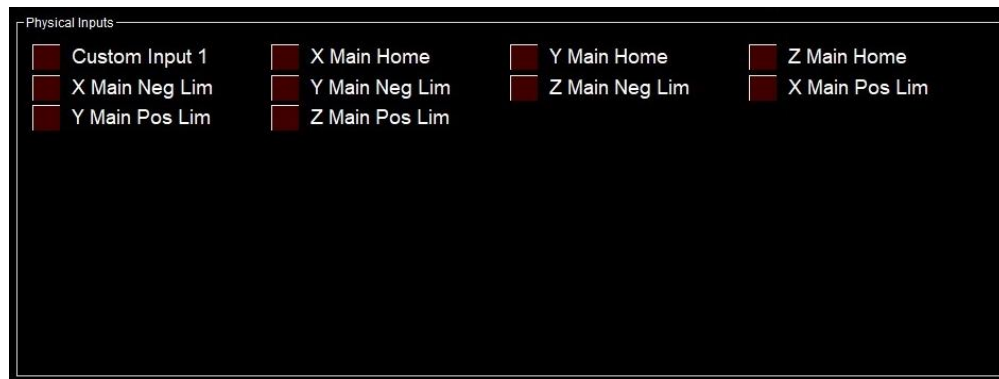 Physical Inputs
Custom Input 1 X Main Home Y Main Home Z Main Home
X Main Neg Lim Y Main Neg Lim Z Main Neg Lim X Main Pos Lim
Y Main Pos Lim Z Main Pos Lim